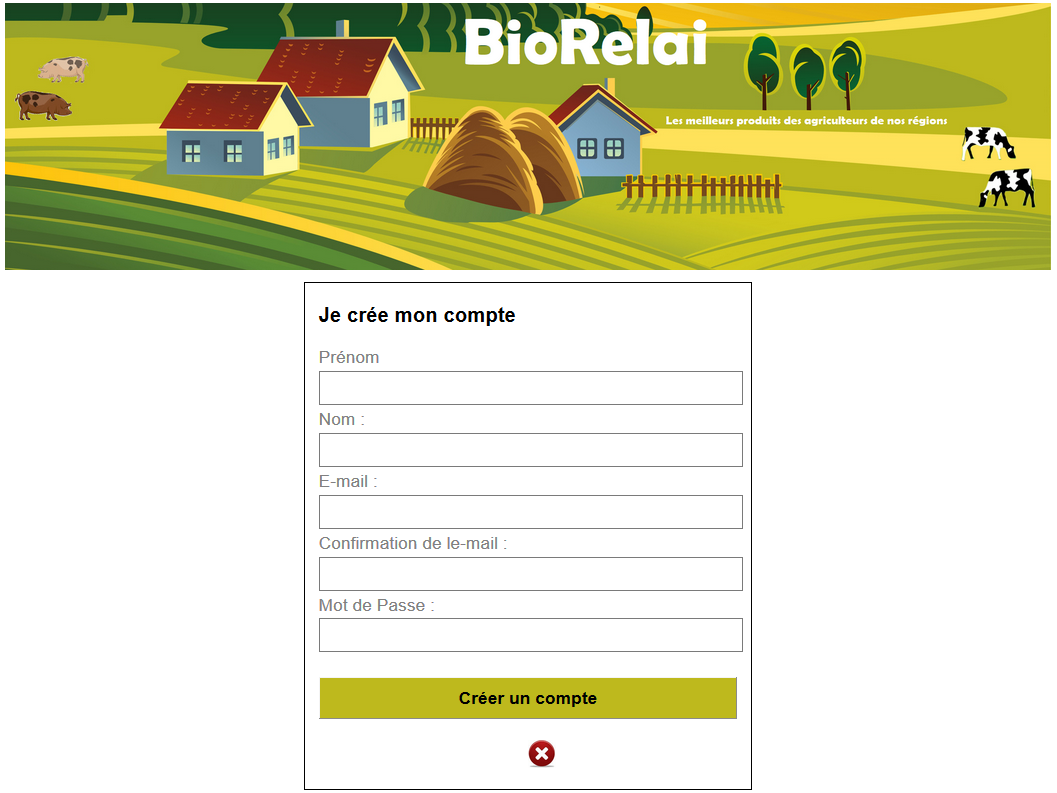 BioRelai
Les meilleurs produits des agriculteurs de nos régions
Je crée mon compte
Prénom
Nom :
E-mail :
Confirmation de le-mail :
Mot de Passe :
Créer un compte